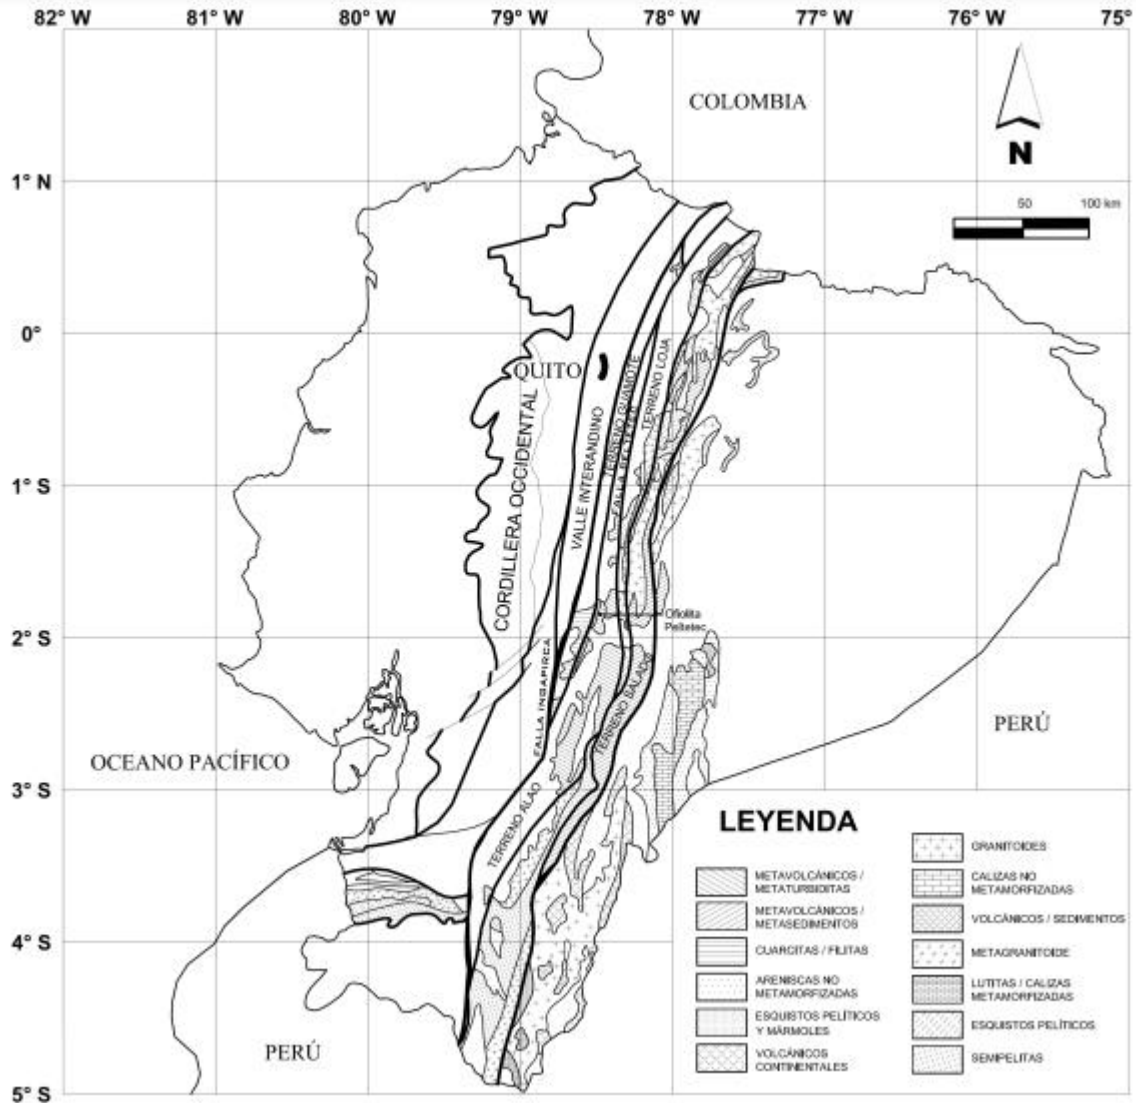 82° W 81° W 80° W 79° W 78° W 77° W 76° W 75°
COLOMBIA
N
1° N
50 100 km
0°
QUITO
CORDILLERA OCCIDENTAL
VALLE INTERANDINO
TERRENO GUAMOTE
FALLA PELTETEC
TERRENO LOJA
1° S
Ofiolita
Peltetec
2° S
FALLA INGAPIRCA
TERRENO SALADO
PERÚ
OCEANO PACÍFICO
3° S
TERRENO ALAO
LEYENDA
METAVOLCÁNICOS /
METATURBIDITAS
METAVOLCÁNICOS /
METASEDIMENTOS
CUARCITAS / FILITAS
ARENISCAS NO
METAMORFIZADAS
ESQUISTOS PELÍTICOS
Y MÁRMOLES
VOLCÁNICOS
CONTINENTALES
GRANITOIDES
CALIZAS NO
METAMORFIZADAS
VOLCÁNICOS / SEDIMENTOS
METAGRANITOIDE
LUTITAS / CALIZAS
METAMORFIZADAS
ESQUISTOS PELÍTICOS
SEMIPELITAS
4° S
PERÚ
5° S